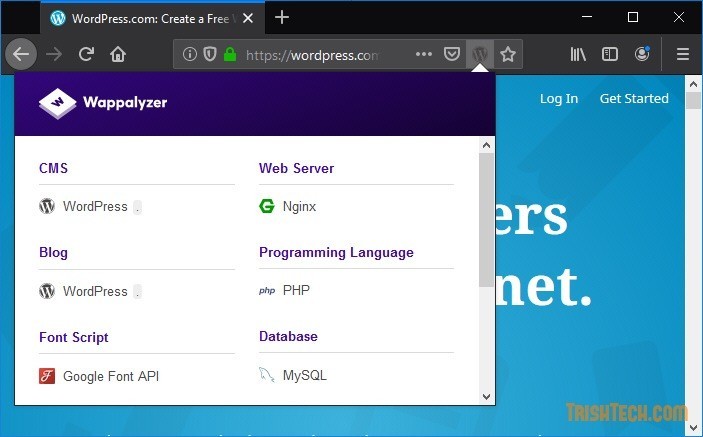 WordPress.com: Create a Free
https://wordpress.com
Wappalyzer
Log In
Get Started
CMS
WordPress .
Blog
WordPress .
Font Script
Google Font API
Web Server
Nginx
Programming Language
php PHP
Database
MySQL
ers
net.
TrishTech.com